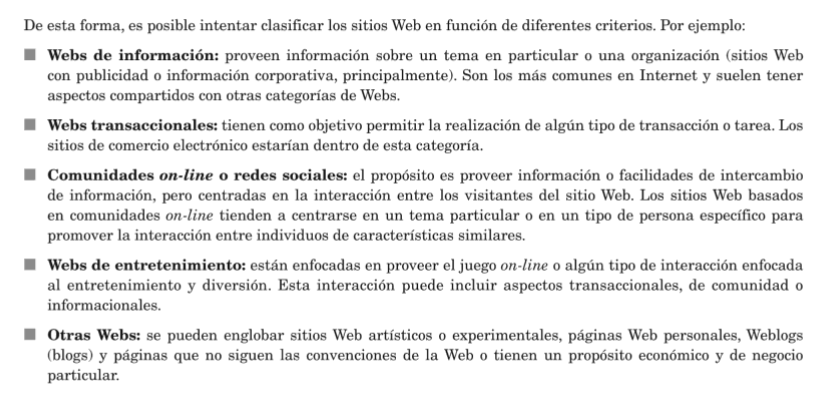 De esta forma, es posible intentar clasificar los sitios Web en función de diferentes criterios. Por ejemplo:
■ Webs de información: proveen información sobre un tema en particular o una organización (sitios Web
con publicidad o información corporativa, principalmente). Son los más comunes en Internet y suelen tener
aspectos compartidos con otras categorías de Webs.
■ Webs transaccionales: tienen como objetivo permitir la realización de algún tipo de transacción o tarea. Los
sitios de comercio electrónico estarían dentro de esta categoría.
■ Comunidades on-line o redes sociales: el propósito es proveer información o facilidades de intercambio
de información, pero centradas en la interacción entre los visitantes del sitio Web. Los sitios Web basados
en comunidades on-line tienden a centrarse en un tema particular o en un tipo de persona específico para
promover la interacción entre individuos de características similares.
■ Webs de entretenimiento: están enfocadas en proveer el juego on-line o algún tipo de interacción enfocada
al entretenimiento y diversión. Esta interacción puede incluir aspectos transaccionales, de comunidad o
informacionales.
■ Otras Webs: se pueden englobar sitios Web artísticos o experimentales, páginas Web personales, Weblogs
(blogs) y páginas que no siguen las convenciones de la Web o tienen un propósito económico y de negocio
particular.